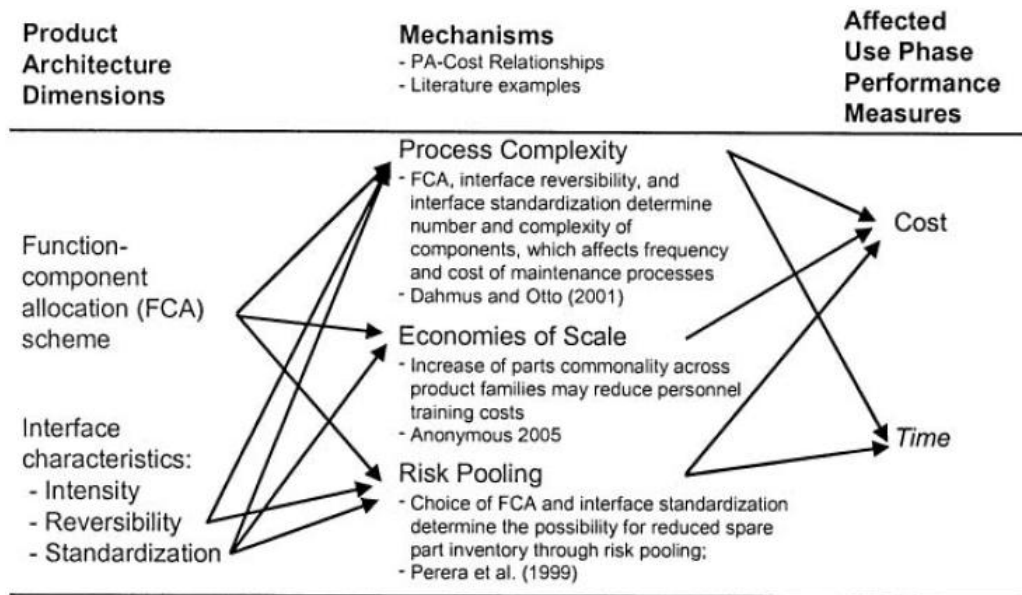 Product
Architecture
Dimensions
Mechanisms
- PA-Cost Relationships
- Literature examples
Affected
Use Phase
Performance
Measures
Function-
component
allocation (FCA)
scheme
Interface
characteristics:
- Intensity
- Reversibility
- Standardization
Process Complexity
- FCA, interface reversibility, and
interface standardization determine
number and complexity of
components, which affects frequency
and cost of maintenance processes
- Dahmus and Otto (2001)
Economies of Scale
- Increase of parts commonality across
product families may reduce personnel
training costs
- Anonymous 2005
Risk Pooling
- Choice of FCA and interface standardization
determine the possibility for reduced spare
part inventory through risk pooling;
- Perera et al. (1999)
Cost
Time